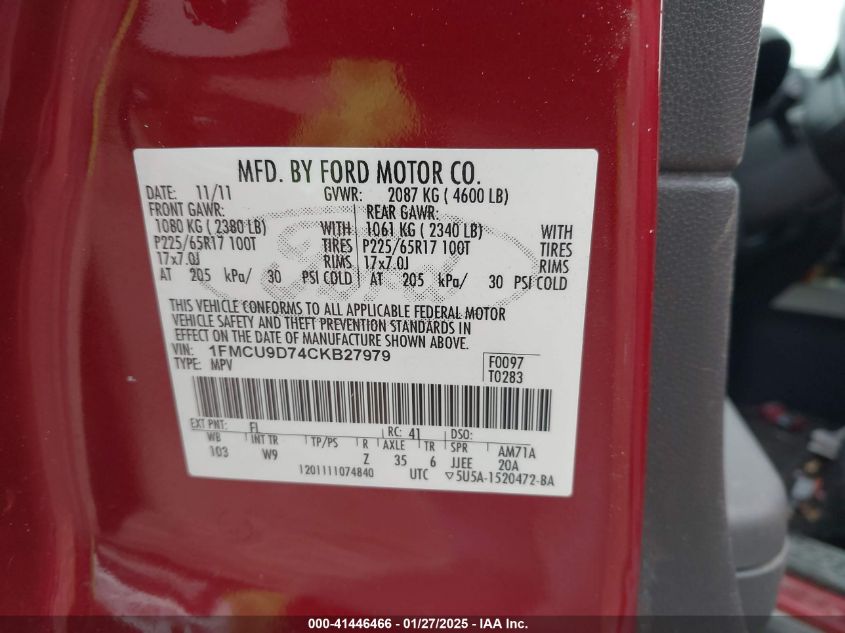 MFD. BY FORD MOTOR CO.
DATE: 11/11 GVWR: 2087 KG ( 4600 LB)
FRONT GAWR: REAR GAWR:
1080 KG ( 2380 LB) WITH 1061 KG ( 2340 LB) WITH
P225/65R17 100T TIRES P225/65R17 100T TIRES
17x7.0J RIMS 17x7.0J RIMS
AT 205 kPa/ 30 PSI COLD AT 205 kPa/ 30 PSI COLD
THIS VEHICLE CONFORMS TO ALL APPLICABLE FEDERAL MOTOR
VEHICLE SAFETY AND THEFT PREVENTION STANDARDS IN
EFFECT ON THE DATE OF MANUFACTURE SHOWN ABOVE.
VIN: 1FMCU9D74CKB27979 F0097
TYPE: MPV T0283
EXT PNT: FL RC: 41 DSO:
WB INT TR TP/PS R AXLE TR SPR AM71A
103 W9 Z 35 6 JJEE 20A
1201111074840 UTC ▽5U5A-1520472-BA
000-41446466 - 01/27/2025 - IAA Inc.